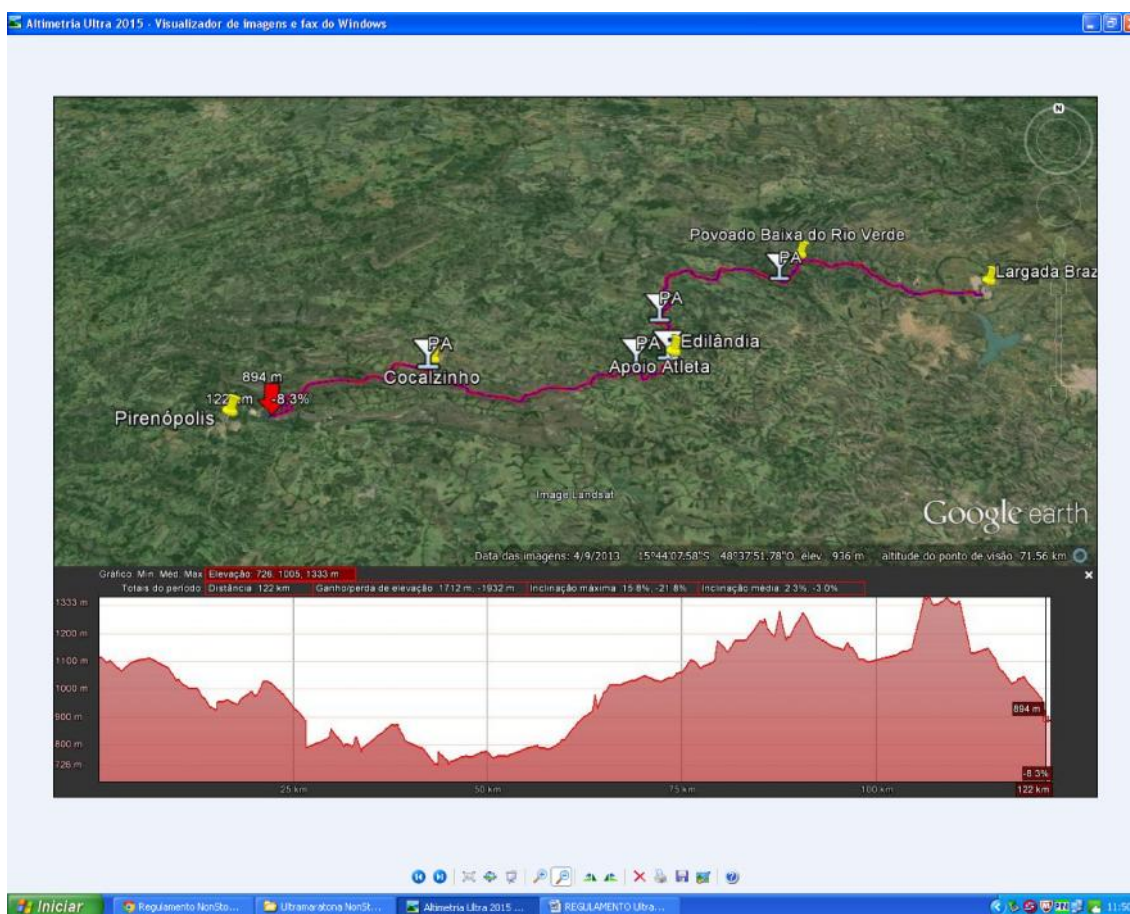 Altimetria Ultra 2015 - Visualizador de imagens e fax do Windows
N
Povoado Baixa do Rio Verde
PA
Largada Braz
PA
PA
Edilândia
PA
Apoio Atleta
Cocalzinho
894 m
-8.3%
Pirenópolis
Image Landsat
Google earth
Data das imagens: 4/9/2013 15°44'07.58"S 48°37'51.78"O elev 936 m altitude do ponto de visão 71.56 km
Gráfico: Mín. Méd. Máx Elevação: 726, 1005, 1333 m
Totais do período: Distância: 122 km Ganho/perda de elevação: 1712 m, -1932 m Inclinação máxima: 15.8%, -21.8% Inclinação média: 2.3%, -3.0%
1333 m
1200 m
1100 m
1000 m
900 m
800 m
726 m
894 m
-8.3%
25 km 50 km 75 km 100 km 122 km
Iniciar Regulamento NonSto... Ultramaratona NonSt... Altimetria Ultra 2015 ... REGULAMENTO Ultra... 11:50